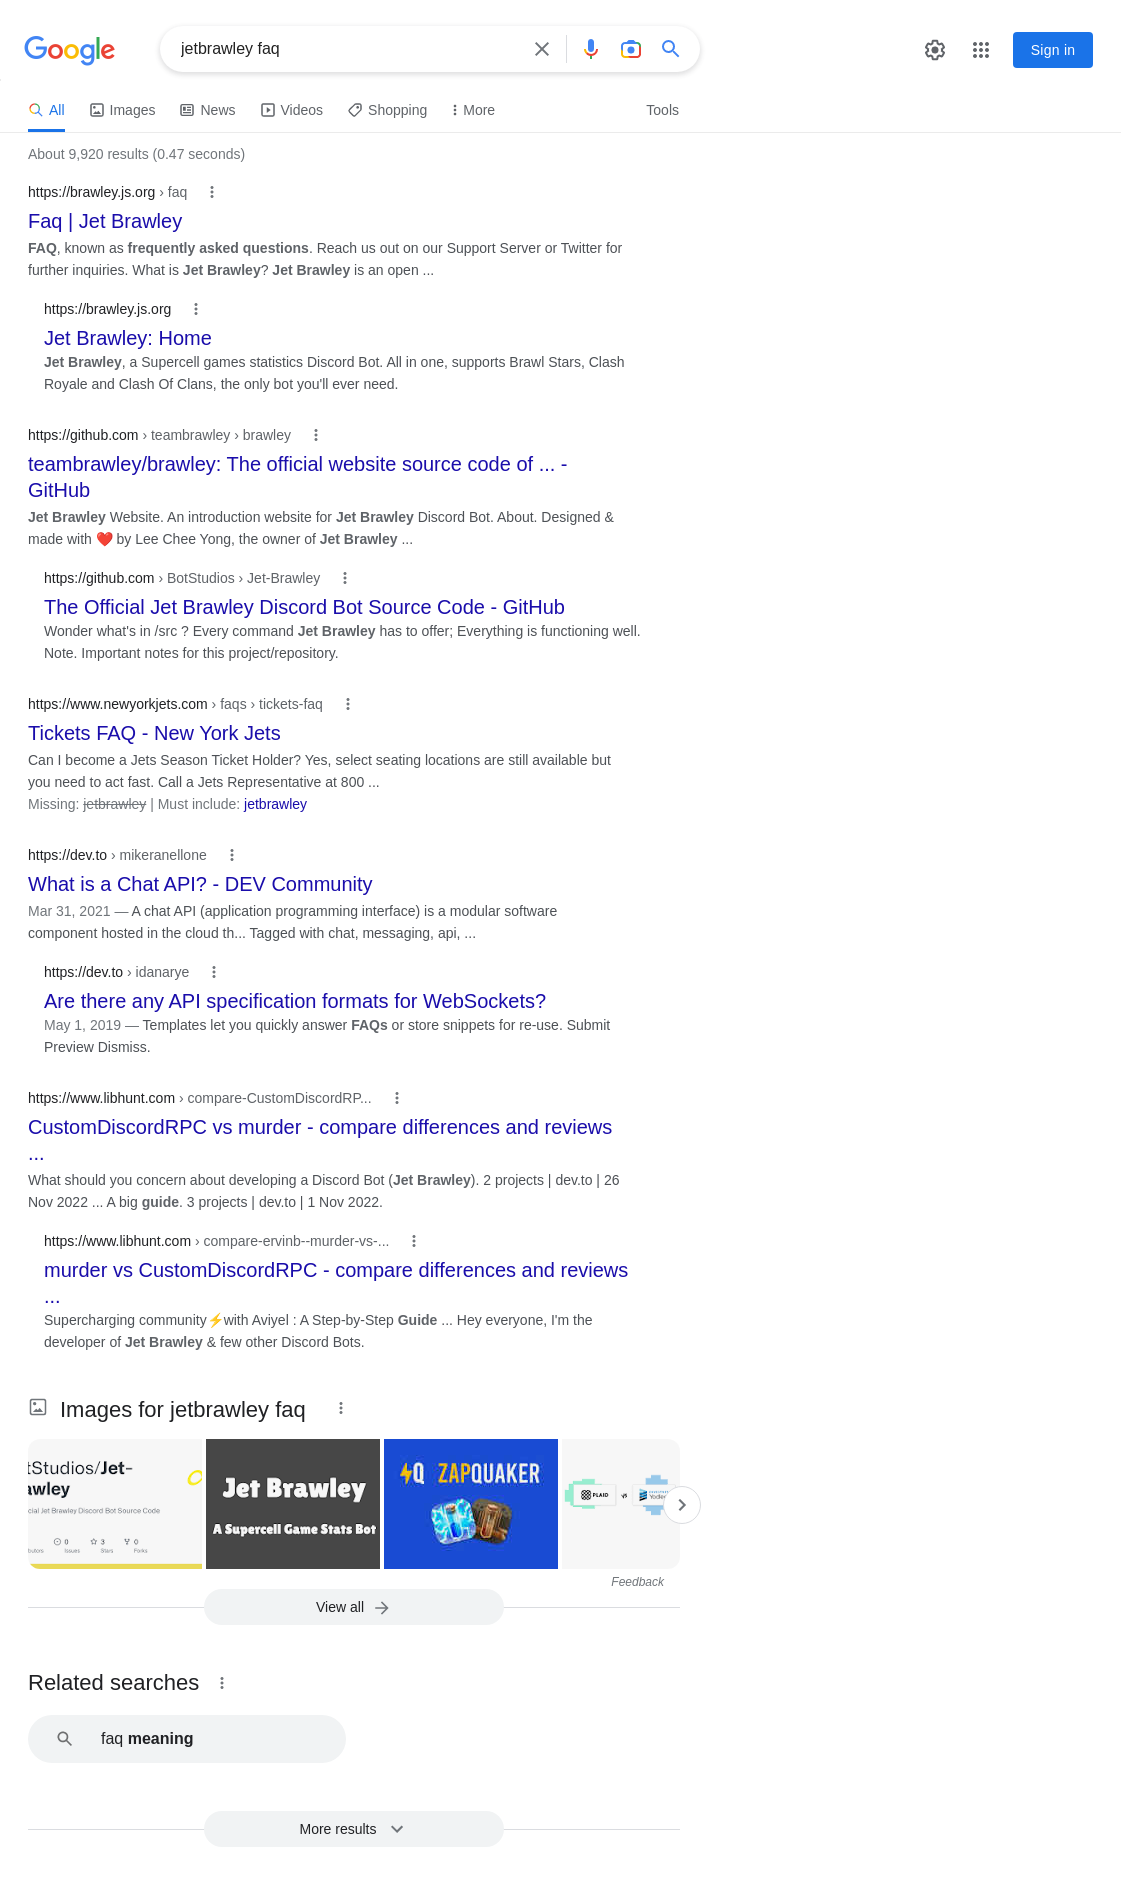 Google
jetbrawley faq
Sign in
All
Images
News
Videos
Shopping
More
Tools
About 9,920 results (0.47 seconds)
https://brawley.js.org › faq
Faq | Jet Brawley
FAQ, known as frequently asked questions. Reach us out on our Support Server or Twitter for
further inquiries. What is Jet Brawley? Jet Brawley is an open ...
https://brawley.js.org
Jet Brawley: Home
Jet Brawley, a Supercell games statistics Discord Bot. All in one, supports Brawl Stars, Clash
Royale and Clash Of Clans, the only bot you'll ever need.
https://github.com › teambrawley › brawley
teambrawley/brawley: The official website source code of ... -
GitHub
Jet Brawley Website. An introduction website for Jet Brawley Discord Bot. About. Designed &
made with ❤️ by Lee Chee Yong, the owner of Jet Brawley ...
https://github.com › BotStudios › Jet-Brawley
The Official Jet Brawley Discord Bot Source Code - GitHub
Wonder what's in /src ? Every command Jet Brawley has to offer; Everything is functioning well.
Note. Important notes for this project/repository.
https://www.newyorkjets.com › faqs › tickets-faq
Tickets FAQ - New York Jets
Can I become a Jets Season Ticket Holder? Yes, select seating locations are still available but
you need to act fast. Call a Jets Representative at 800 ...
Missing: jetbrawley | Must include: jetbrawley
https://dev.to › mikeranellone
What is a Chat API? - DEV Community
Mar 31, 2021 — A chat API (application programming interface) is a modular software
component hosted in the cloud th... Tagged with chat, messaging, api, ...
https://dev.to › idanarye
Are there any API specification formats for WebSockets?
May 1, 2019 — Templates let you quickly answer FAQs or store snippets for re-use. Submit
Preview Dismiss.
https://www.libhunt.com › compare-CustomDiscordRP...
CustomDiscordRPC vs murder - compare differences and reviews
...
What should you concern about developing a Discord Bot (Jet Brawley). 2 projects | dev.to | 26
Nov 2022 ... A big guide. 3 projects | dev.to | 1 Nov 2022.
https://www.libhunt.com › compare-ervinb--murder-vs-...
murder vs CustomDiscordRPC - compare differences and reviews
...
Supercharging community⚡with Aviyel : A Step-by-Step Guide ... Hey everyone, I'm the
developer of Jet Brawley & few other Discord Bots.
Images for jetbrawley faq
tStudios/Jet-
awley
cial Jet Brawley Discord Bot Source Code
0 3 0
butors Issues Stars Forks
Jet Brawley
A Supercell Game Stats Bot
ZQ ZAPQUAKER
PLAID vs Yodlee
Feedback
View all
Related searches
faq meaning
More results